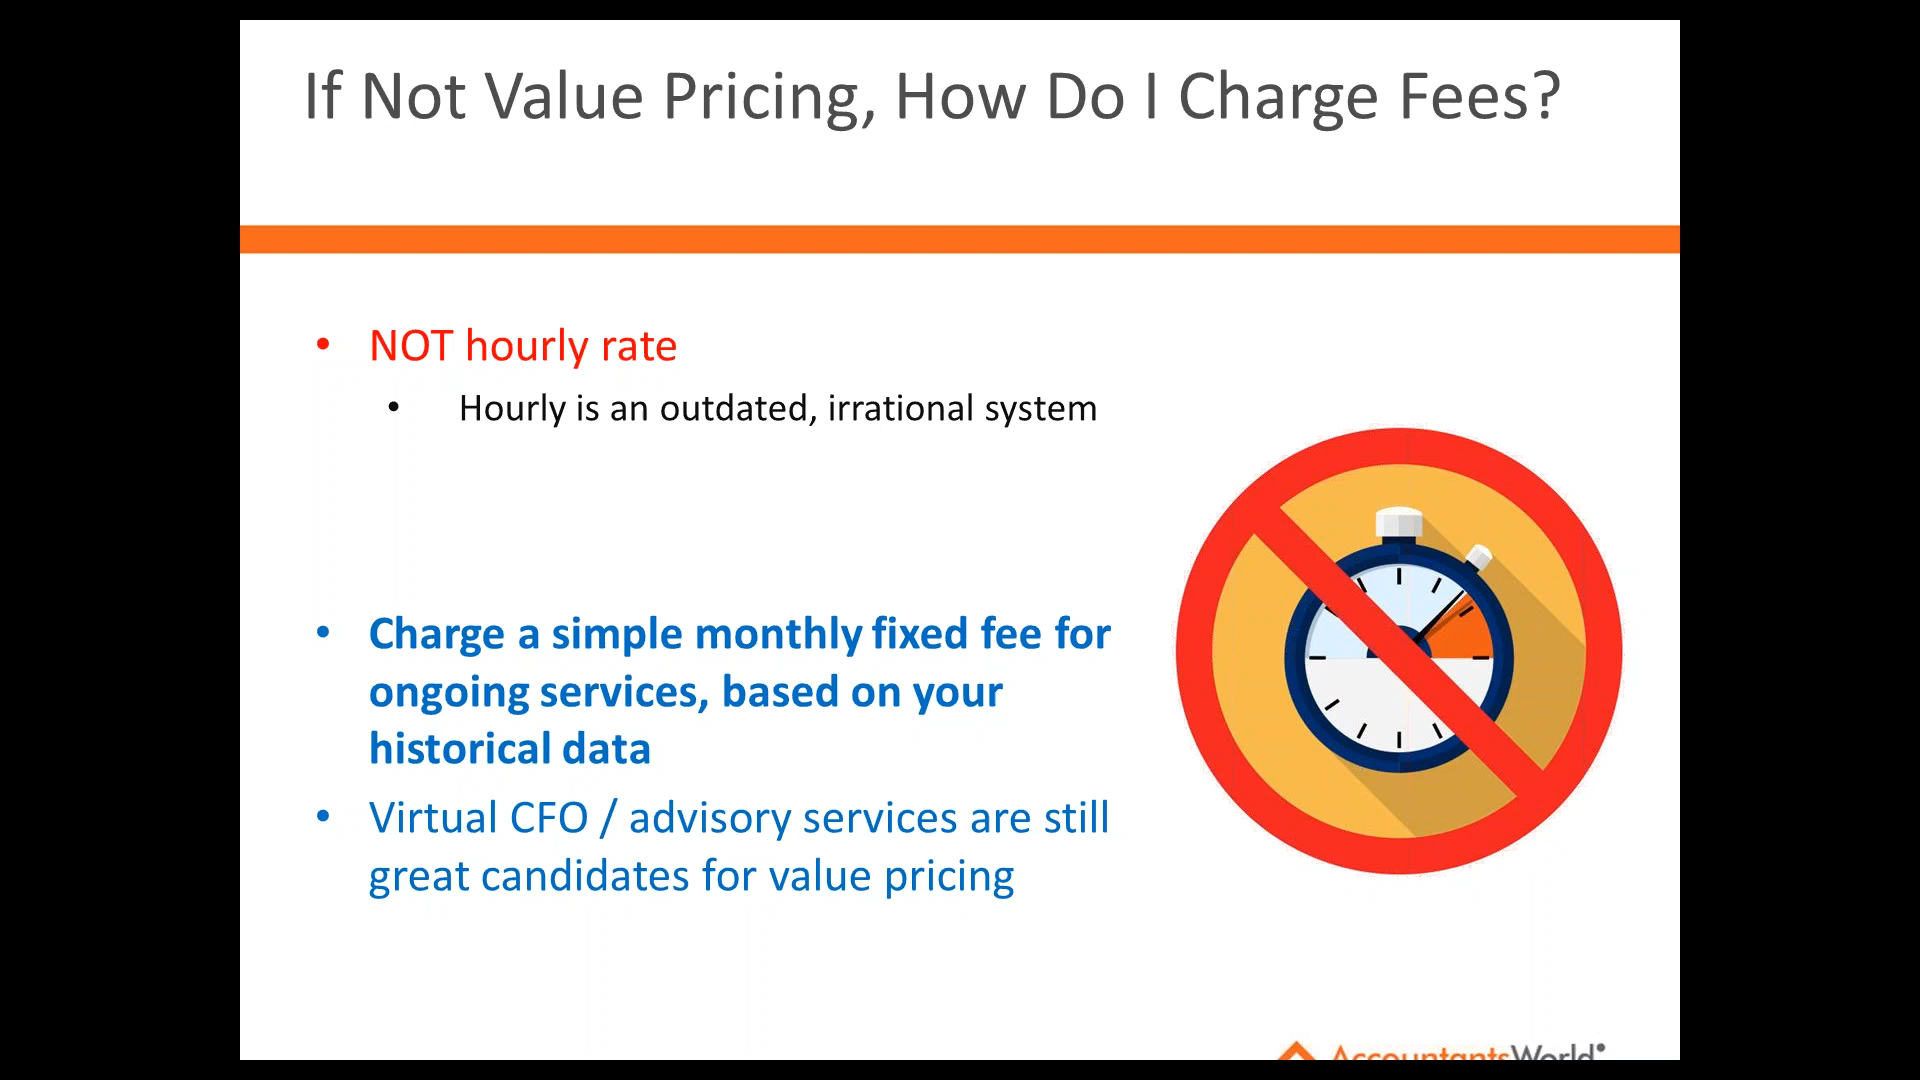 If Not Value Pricing, How Do I Charge Fees?
• NOT hourly rate
• Hourly is an outdated, irrational system
• Charge a simple monthly fixed fee for
ongoing services, based on your
historical data
• Virtual CFO / advisory services are still
great candidates for value pricing
AccountantsWorld